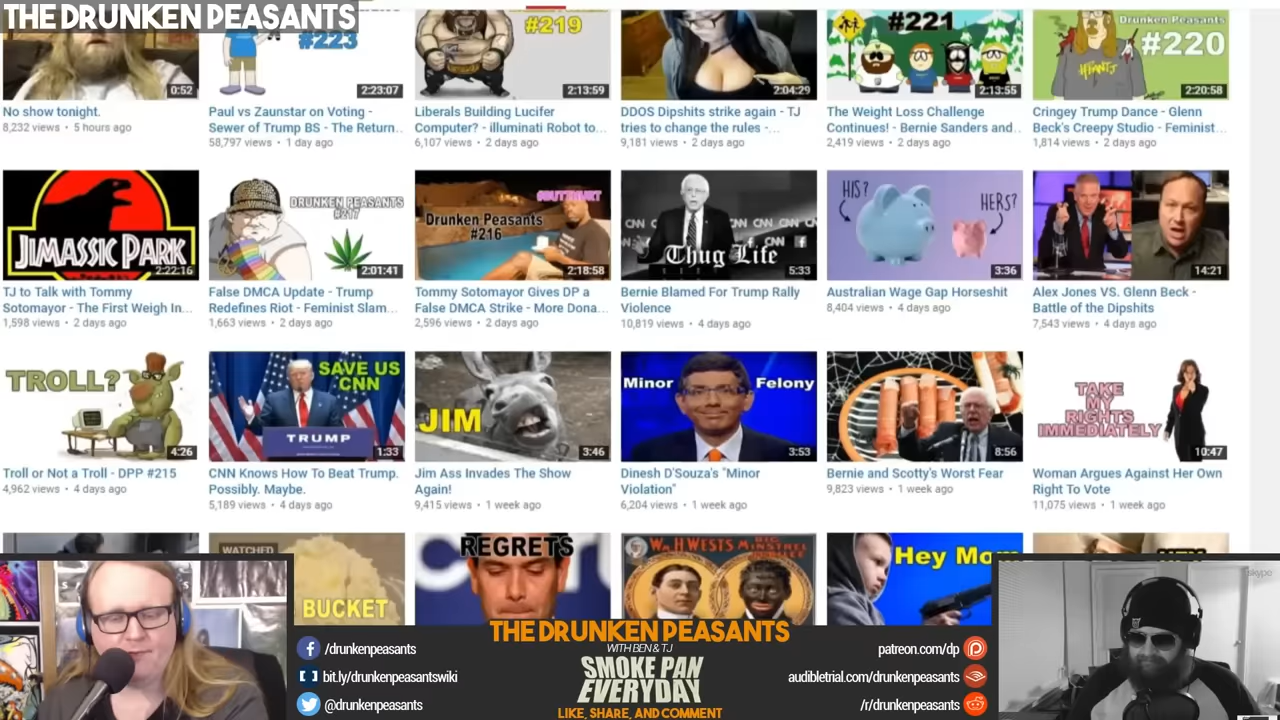 THE DRUNKEN PEASANTS
#223
#219
#221
Drunken Peasants
#220
#FANTJ
0:52
2:23:07
2:13:59
2:04:29
2:13:55
2:20:58
No show tonight.
8,232 views • 5 hours ago
Paul vs Zaunstar on Voting -
Sewer of Trump BS - The Return...
58,797 views • 1 day ago
Liberals Building Lucifer
Computer? - illuminati Robot to...
6,107 views • 2 days ago
DDOS Dipshits strike again - TJ
tries to change the rules -...
9,181 views • 2 days ago
The Weight Loss Challenge
Continues! - Bernie Sanders and...
2,419 views • 2 days ago
Cringey Trump Dance - Glenn
Beck's Creepy Studio - Feminist...
1,814 views • 2 days ago
JIMASSIC PARK
2:22:16
DRUNKEN PEASANTS
#217
2:01:41
#BUTTHURT
Drunken Peasants
#216
2:18:58
CNN CNN CNN CNN
Thug Life
5:33
HIS?
HERS?
3:36
14:21
TJ to Talk with Tommy
Sotomayor - The First Weigh In...
1,598 views • 2 days ago
False DMCA Update - Trump
Redefines Riot - Feminist Slam...
1,663 views • 2 days ago
Tommy Sotomayor Gives DP a
False DMCA Strike - More Dona...
2,596 views • 2 days ago
Bernie Blamed For Trump Rally
Violence
10,819 views • 4 days ago
Australian Wage Gap Horseshit
8,404 views • 4 days ago
Alex Jones VS. Glenn Beck -
Battle of the Dipshits
7,543 views • 4 days ago
TROLL?
4:26
SAVE US
CNN
TRUMP
1:33
JIM
3:46
Minor Felony
3:53
8:56
TAKE
MY
RIGHTS
IMMEDIATELY
10:47
Troll or Not a Troll - DPP #215
4,962 views • 4 days ago
CNN Knows How To Beat Trump.
Possibly. Maybe.
5,189 views • 4 days ago
Jim Ass Invades The Show
Again!
9,415 views • 1 week ago
Dinesh D'Souza's "Minor
Violation"
6,204 views • 1 week ago
Bernie and Scotty's Worst Fear
9,823 views • 1 week ago
Woman Argues Against Her Own
Right To Vote
11,075 views • 1 week ago
WATCHED
BUCKET
REGRETS
WM H WESTS
BIG
MINSTREL
JUBILEE
Hey Mom
skype
THE DRUNKEN PEASANTS
WITH BEN & TJ
SMOKE PAN
EVERYDAY
LIKE, SHARE, AND COMMENT
/drunkenpeasants
bit.ly/drunkenpeasantswiki
@drunkenpeasants
patreon.com/dp
audibletrial.com/drunkenpeasants
/r/drunkenpeasants